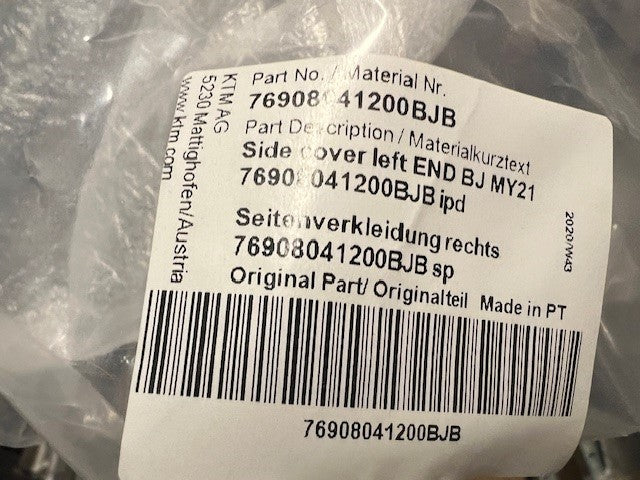 Part No. / Material Nr.
76908041200BJB
Part Description / Materialkurztext
Side cover left END BJ MY21
76908041200BJB ipd
Seitenverkleidung rechts
76908041200BJB sp
Original Part/ Originalteil Made in PT
KTM AG
5230 Mattighofen/Austria
www.ktm.com
2020/W43
76908041200BJB